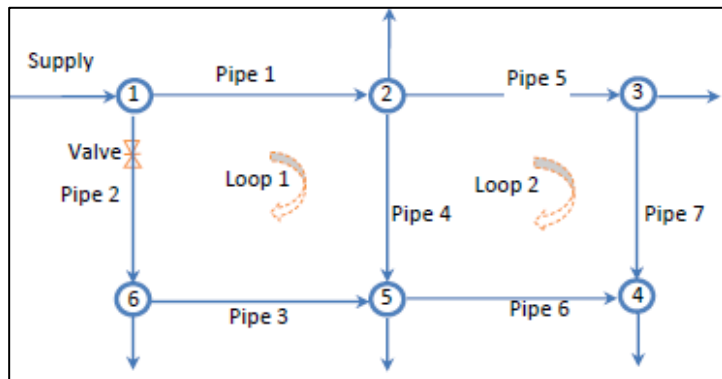 Supply
Pipe 1
Pipe 5
1
2
3
Valve
Pipe 2
Loop 1
Loop 2
Pipe 4
Pipe 7
6
5
4
Pipe 3
Pipe 6